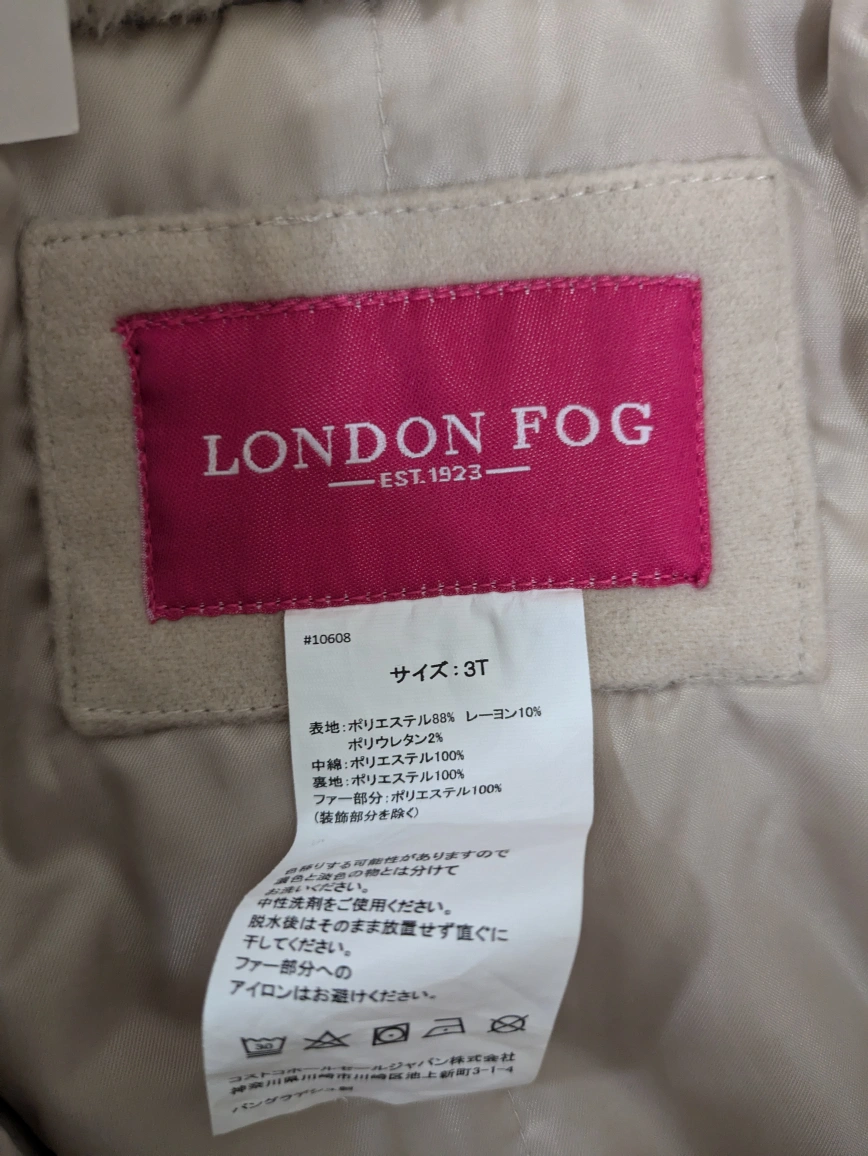 LONDON FOG
EST.1923
#10608
サイズ:3T
表地:ポリエステル88% レーヨン10%
ポリウレタン2%
中綿:ポリエステル100%
裏地:ポリエステル100%
ファー部分:ポリエステル100%
(装飾部分を除く)
色移りする可能性がありますので
濃色と淡色の物とは分けて
お洗いください。
中性洗剤をご使用ください。
脱水後はそのまま放置せず直ぐに
干してください。
ファー部分への
アイロンはお避けください。
30
コストコホールセールジャパン株式会社
神奈川県川崎市川崎区池上新町3-1-4
バングラデシュ製